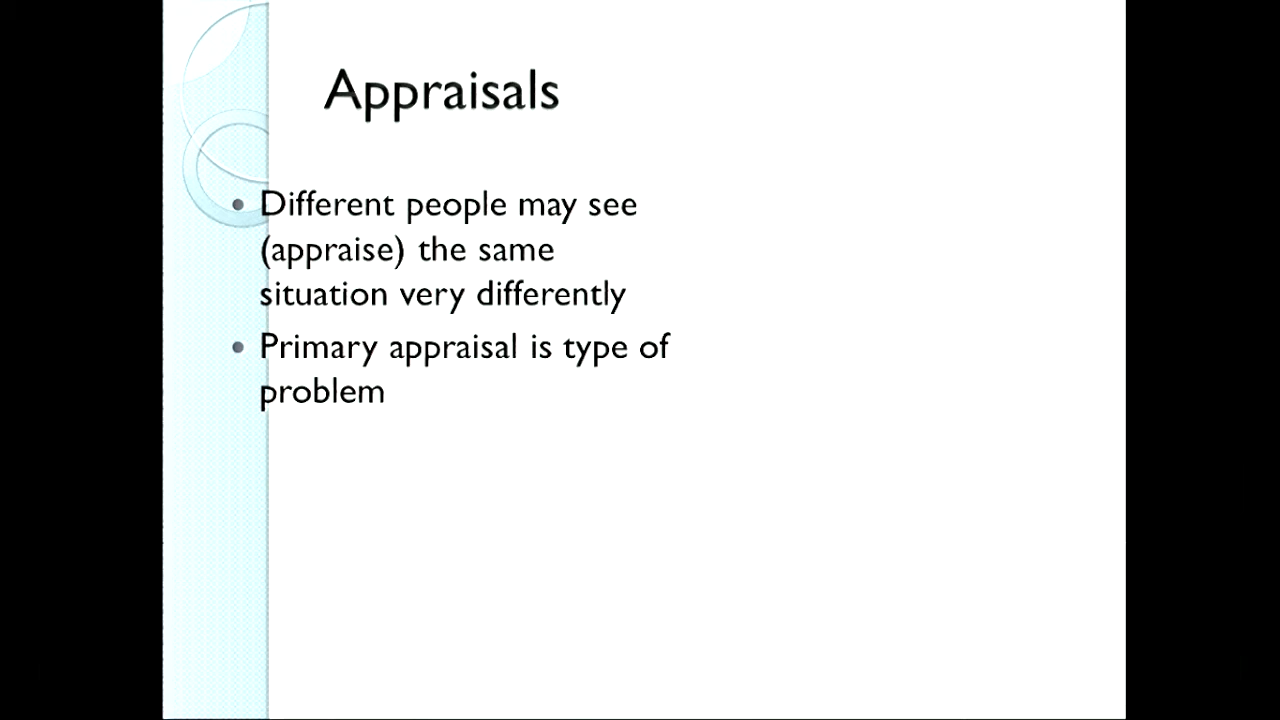 Appraisals
• Different people may see
(appraise) the same
situation very differently
• Primary appraisal is type of
problem